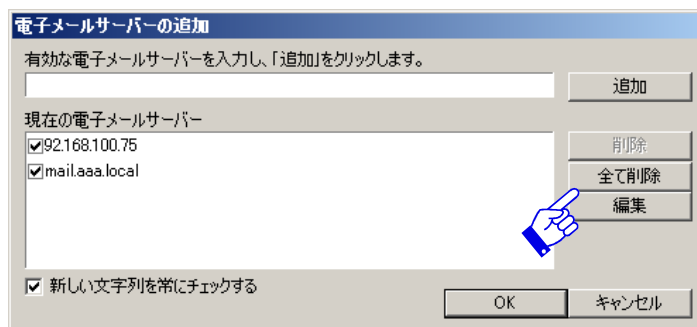 電子メールサーバーの追加
有効な電子メールサーバーを入力し、「追加」をクリックします。
追加
現在の電子メールサーバー
92.168.100.75
mail.aaa.local
削除
全て削除
編集
新しい文字列を常にチェックする
OK
キャンセル